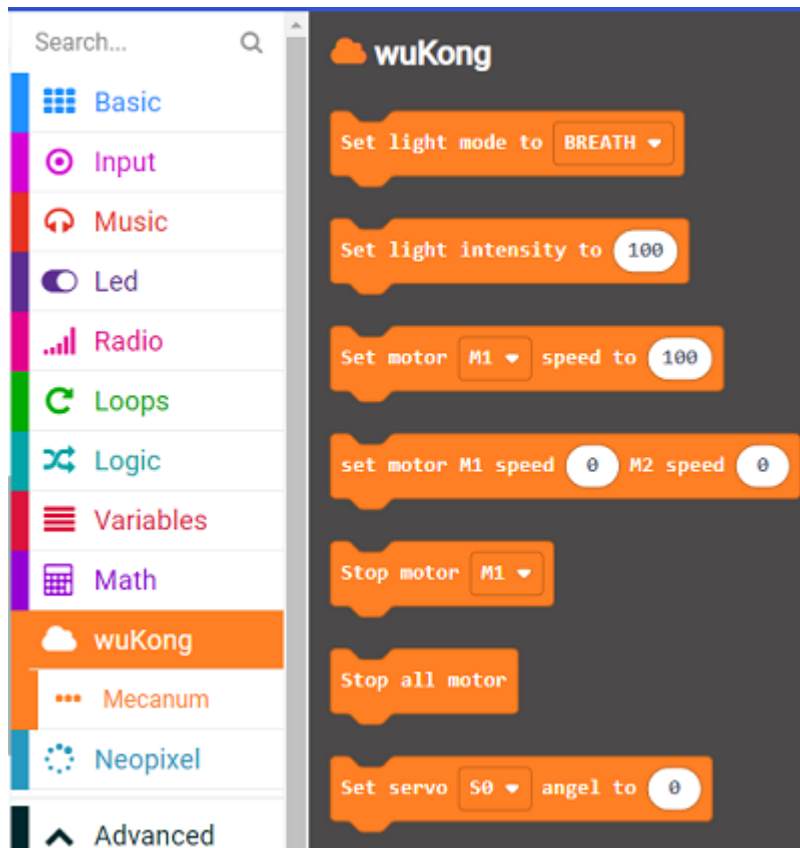 Search...
Basic
Input
Music
Led
Radio
Loops
Logic
Variables
Math
wuKong
Mecanum
Neopixel
Advanced
wuKong
Set light mode to BREATH
Set light intensity to 100
Set motor M1 speed to 100
set motor M1 speed 0 M2 speed 0
Stop motor M1
Stop all motor
Set servo S0 angel to 0